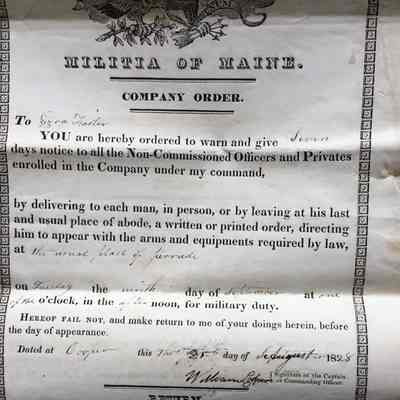 UNUM
MILITIA OF MAINE.
COMPANY ORDER.
To Ezra
YOU are hereby ordered to warn and give Seven
days notice to all the Non-Commissioned Officers and Privates
enrolled in the Company under my command,
by delivering to each man, in person, or by leaving at his last
and usual place of abode, a written or printed order, directing
him to appear with the arms and equipments required by law,
at the usual place of parade
on Tuesday the ninth day of September at one
of the o'clock, in the after noon, for military duty.
HEREOF FAIL NOT, and make return to me of your doings herein, before
the day of appearance.
Dated at Cooper this day of August 1828
William
Signature of the Captain
or Commanding Officer.
RETURN.